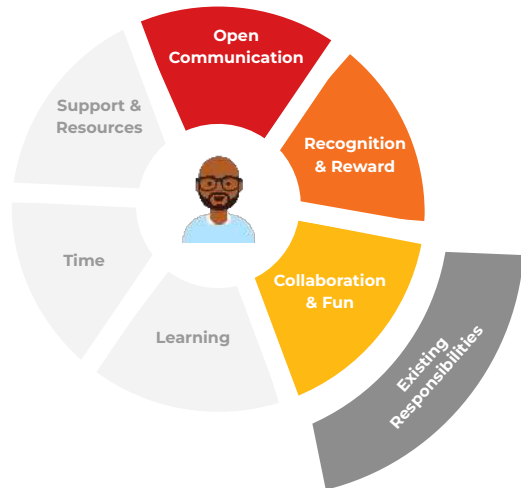 Open
Communication
Recognition
& Reward
Collaboration
& Fun
Existing
Responsibilities
Learning
Time
Support &
Resources